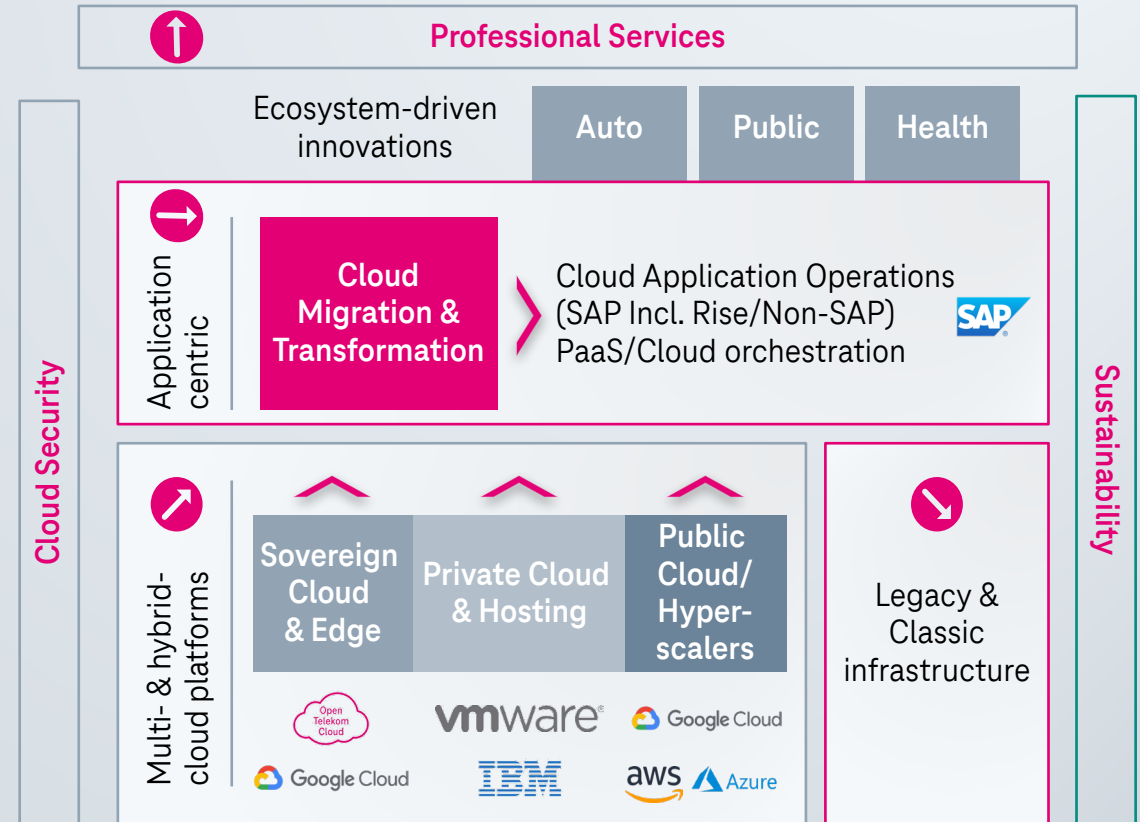 Professional Services
Ecosystem-driven
innovations
Auto
Public
Health
Cloud Security
Application
centric
Cloud
Migration &
Transformation
Cloud Application Operations
(SAP Incl. Rise/Non-SAP)
PaaS/Cloud orchestration
SAP
®
Sustainability
Multi- & hybrid-
cloud platforms
Sovereign
Cloud
& Edge
Private Cloud
& Hosting
Public
Cloud/
Hyper-
scalers
Open
Telekom
Cloud
Google Cloud
vmware®
IBM
Google Cloud
aws
Azure
Legacy &
Classic
infrastructure